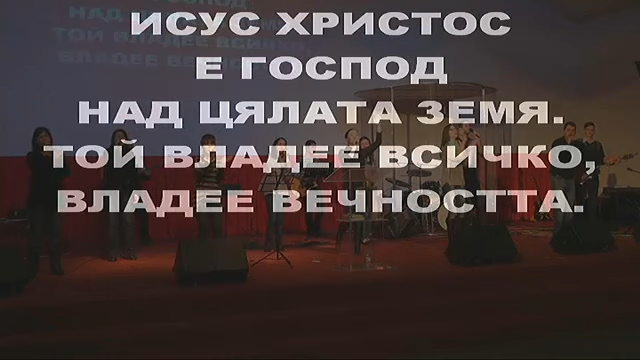 ИСУС ХРИСТОС
Е ГОСПОД
НАД ЦЯЛАТА ЗЕМЯ.
ТОЙ ВЛАДЕЕ ВСИЧКО,
ВЛАДЕЕ ВЕЧНОСТТА.